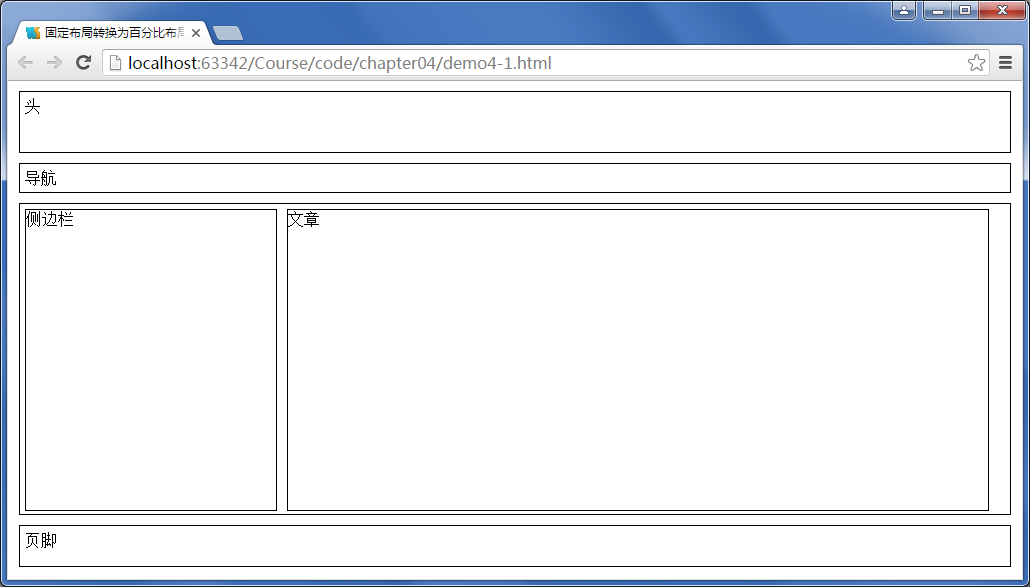 固定布局转换为百分比布局
localhost:63342/Course/code/chapter04/demo4-1.html
头
导航
侧边栏
文章
页脚